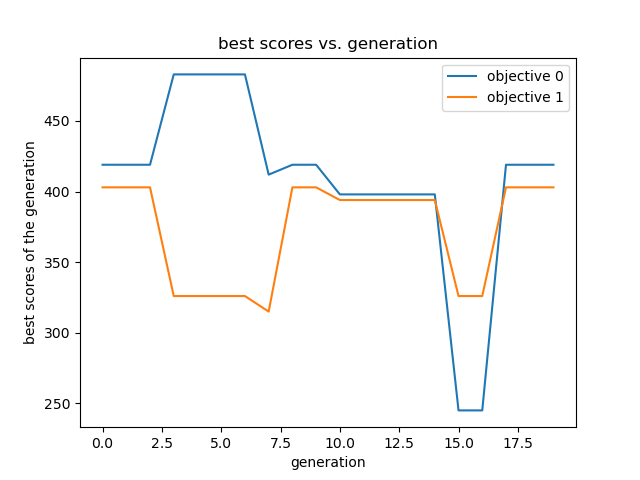 best scores vs. generation
objective 0
objective 1
best scores of the generation
450
400
350
300
250
0.0 2.5 5.0 7.5 10.0 12.5 15.0 17.5
generation